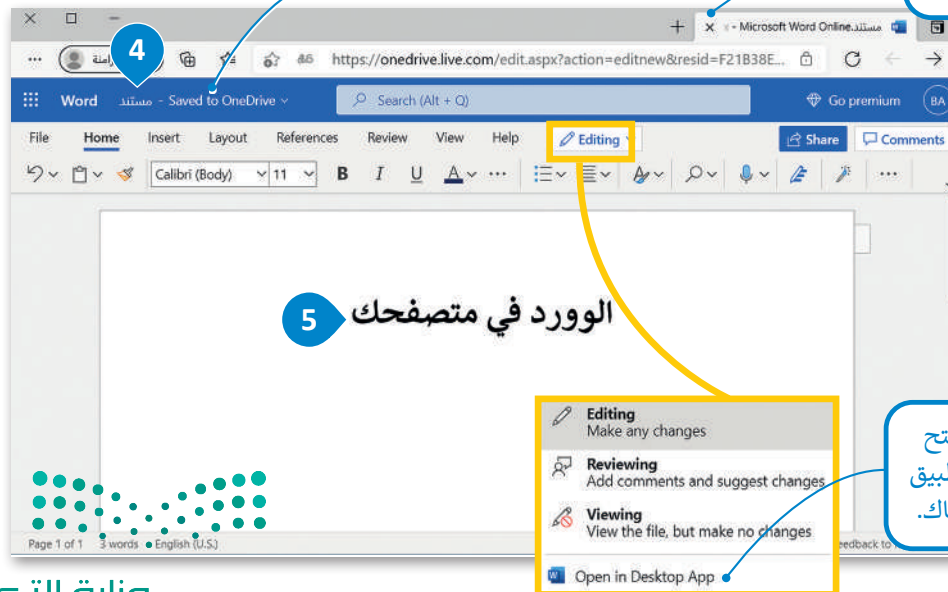 مستند.Microsoft Word Online -
https://onedrive.live.com/edit.aspx?action=editnew&resid=F21B38E...
4
Word مستند - Saved to OneDrive
Search (Alt + Q)
Go premium
BA
File Home Insert Layout References Review View Help Editing Share Comments
Calibri (Body) 11 B I U A ...
5
الوورد في متصفحك
Editing
Make any changes
Reviewing
Add comments and suggest changes
Viewing
View the file, but make no changes
Open in Desktop App
Page 1 of 1 3 words English (U.S.)